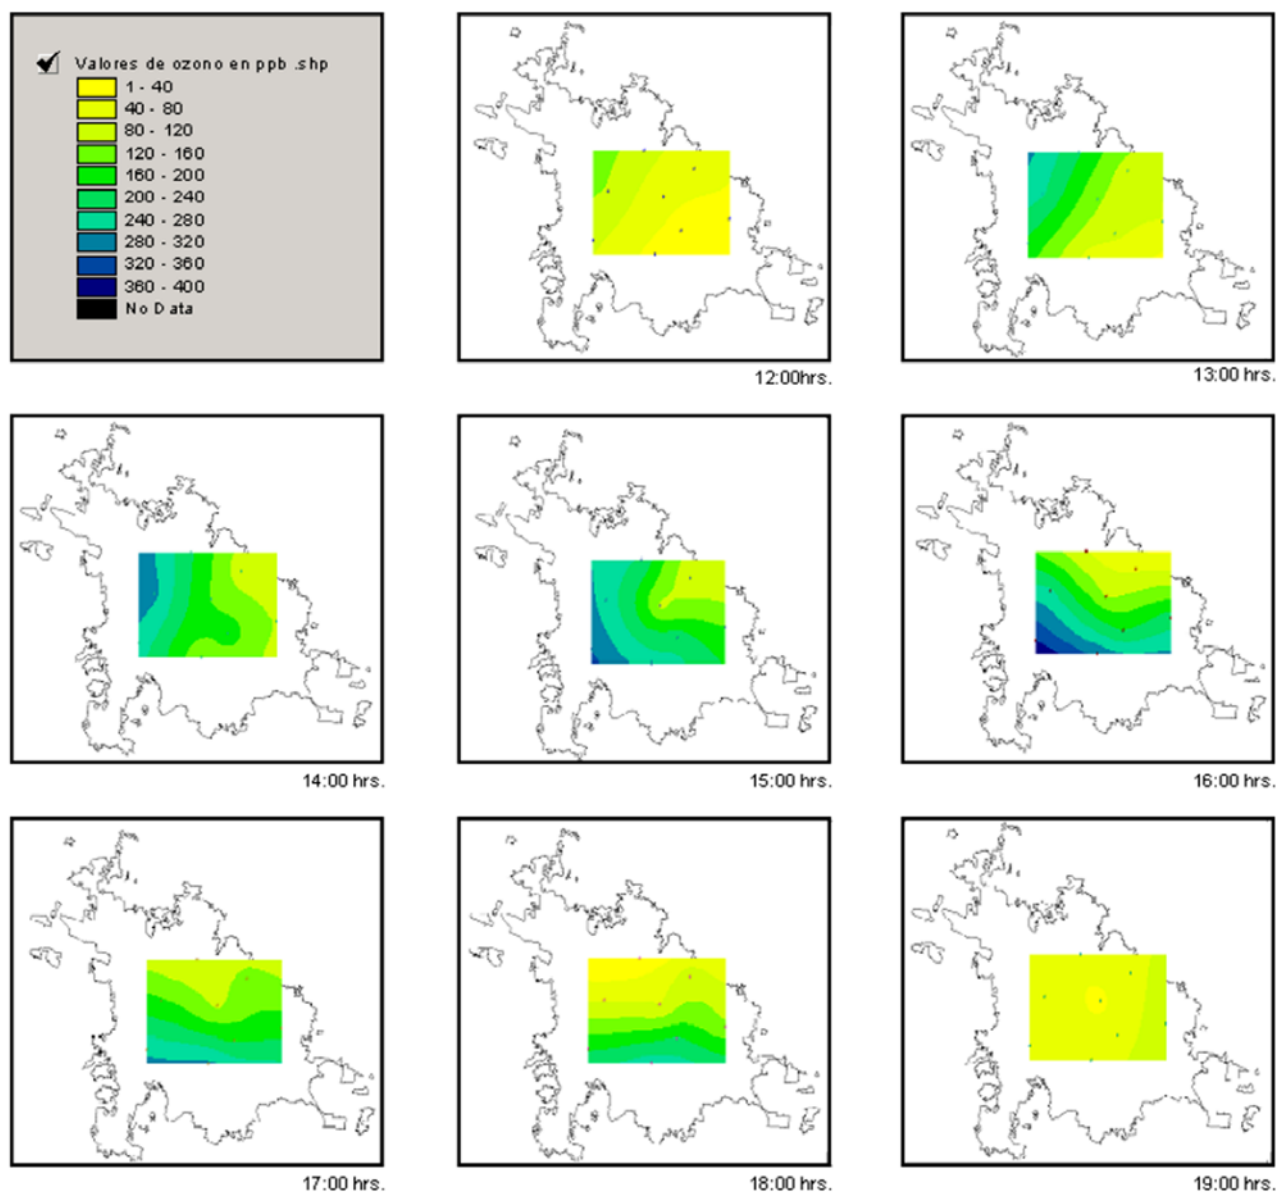 Valores de ozono en ppb .shp
1 - 40
40 - 80
80 - 120
120 - 160
160 - 200
200 - 240
240 - 280
280 - 320
320 - 360
360 - 400
No Data
12:00hrs.
13:00 hrs.
14:00 hrs.
15:00 hrs.
16:00 hrs.
17:00 hrs.
18:00 hrs.
19:00 hrs.